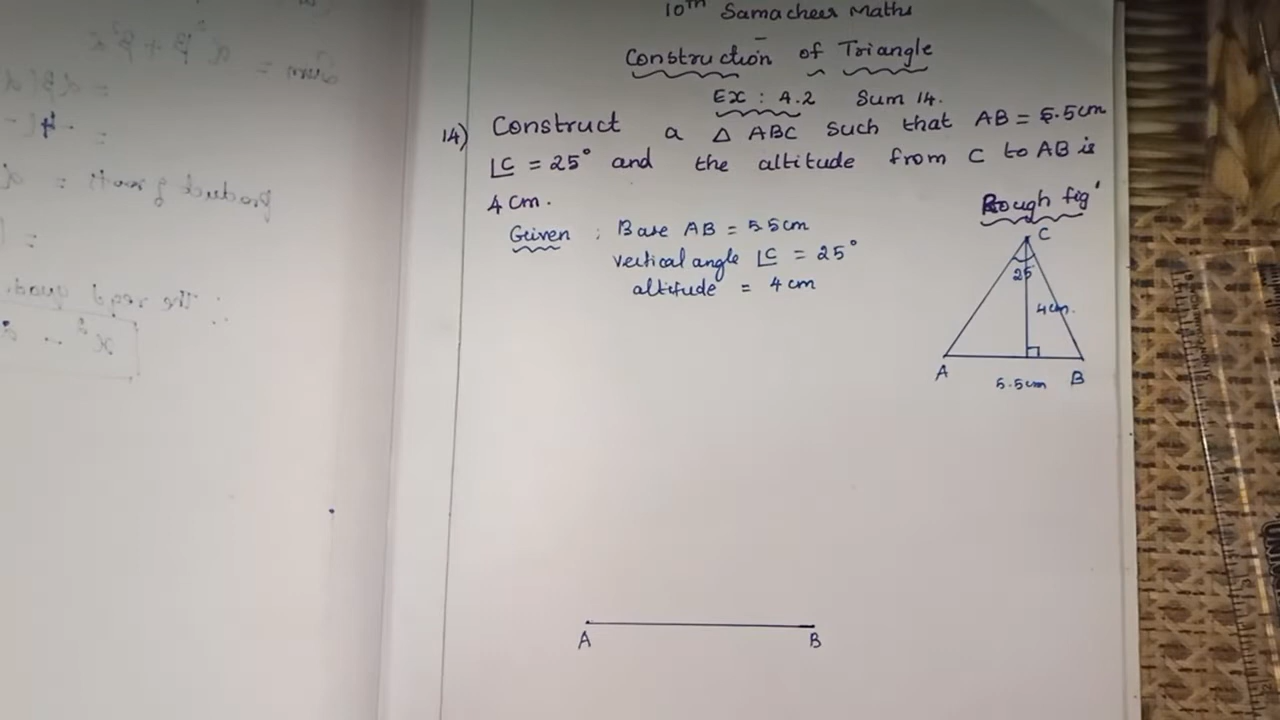 10th Samacheer Maths
Construction of Triangle
Ex : 4.2 Sum 14.
14) Construct a △ ABC such that AB = 5.5cm
∟C = 25° and the altitude from C to AB is
4 cm.
Rough fig'
Given : Base AB = 5.5cm
vertical angle ∟C = 25°
altitude = 4 cm
C
25
4cm.
A 5.5cm B
A B